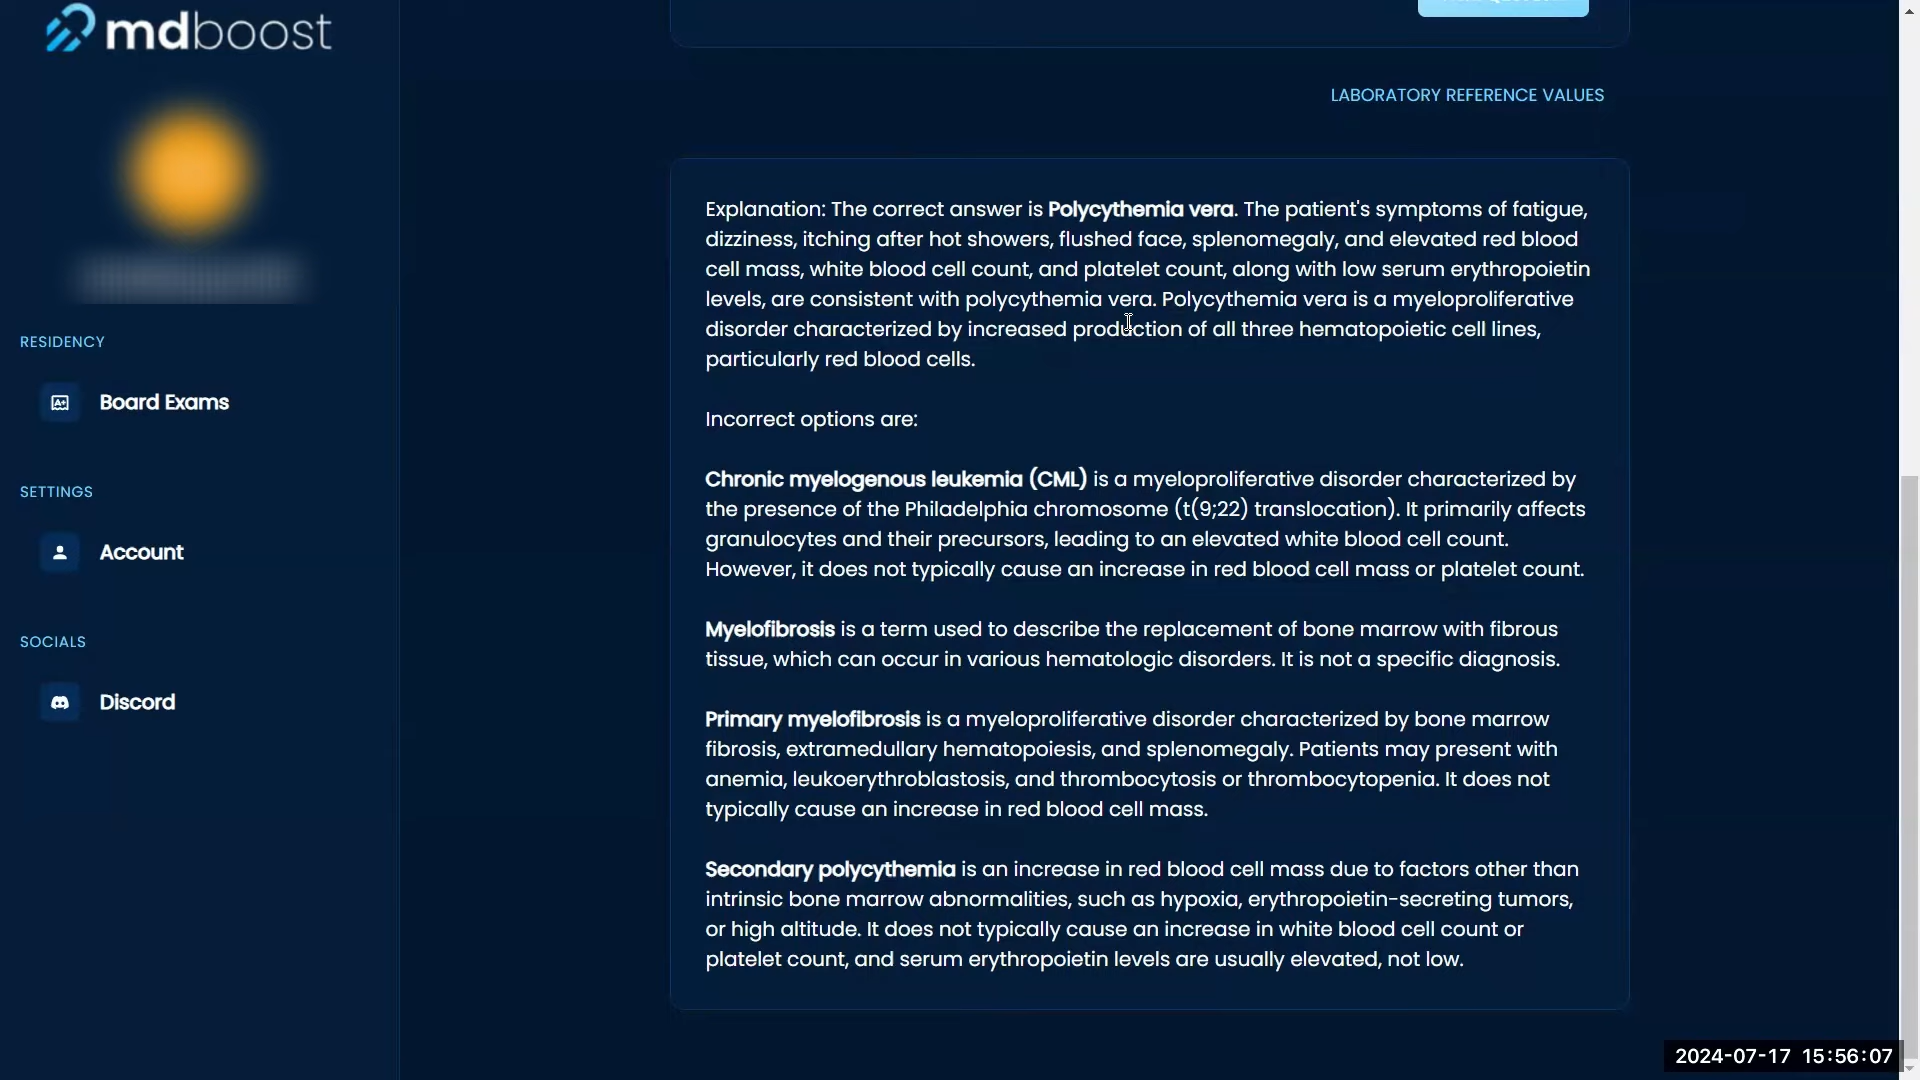 mdboost
LABORATORY REFERENCE VALUES
Explanation: The correct answer is Polycythemia vera. The patient's symptoms of fatigue,
dizziness, itching after hot showers, flushed face, splenomegaly, and elevated red blood
cell mass, white blood cell count, and platelet count, along with low serum erythropoietin
levels, are consistent with polycythemia vera. Polycythemia vera is a myeloproliferative
disorder characterized by increased production of all three hematopoietic cell lines,
particularly red blood cells.
RESIDENCY
Board Exams
SETTINGS
Account
SOCIALS
Discord
Incorrect options are:
Chronic myelogenous leukemia (CML) is a myeloproliferative disorder characterized by
the presence of the Philadelphia chromosome (t(9;22) translocation). It primarily affects
granulocytes and their precursors, leading to an elevated white blood cell count.
However, it does not typically cause an increase in red blood cell mass or platelet count.
Myelofibrosis is a term used to describe the replacement of bone marrow with fibrous
tissue, which can occur in various hematologic disorders. It is not a specific diagnosis.
Primary myelofibrosis is a myeloproliferative disorder characterized by bone marrow
fibrosis, extramedullary hematopoiesis, and splenomegaly. Patients may present with
anemia, leukoerythroblastosis, and thrombocytosis or thrombocytopenia. It does not
typically cause an increase in red blood cell mass.
Secondary polycythemia is an increase in red blood cell mass due to factors other than
intrinsic bone marrow abnormalities, such as hypoxia, erythropoietin-secreting tumors,
or high altitude. It does not typically cause an increase in white blood cell count or
platelet count, and serum erythropoietin levels are usually elevated, not low.
2024-07-17 15:56:07